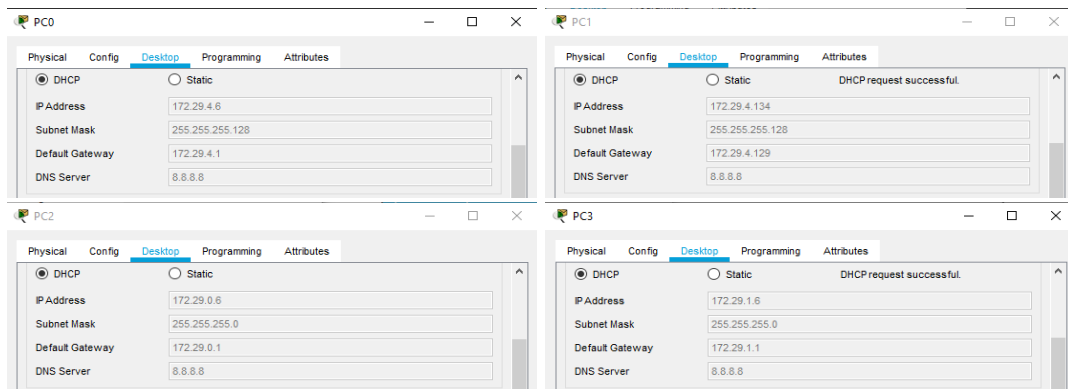 PC0
Physical Config Desktop Programming Attributes
DHCP Static
IP Address 172.29.4.6
Subnet Mask 255.255.255.128
Default Gateway 172.29.4.1
DNS Server 8.8.8.8
PC1
Physical Config Desktop Programming Attributes
DHCP Static DHCP request successful.
IP Address 172.29.4.134
Subnet Mask 255.255.255.128
Default Gateway 172.29.4.129
DNS Server 8.8.8.8
PC2
Physical Config Desktop Programming Attributes
DHCP Static
IP Address 172.29.0.6
Subnet Mask 255.255.255.0
Default Gateway 172.29.0.1
DNS Server 8.8.8.8
PC3
Physical Config Desktop Programming Attributes
DHCP Static DHCP request successful.
IP Address 172.29.1.6
Subnet Mask 255.255.255.0
Default Gateway 172.29.1.1
DNS Server 8.8.8.8